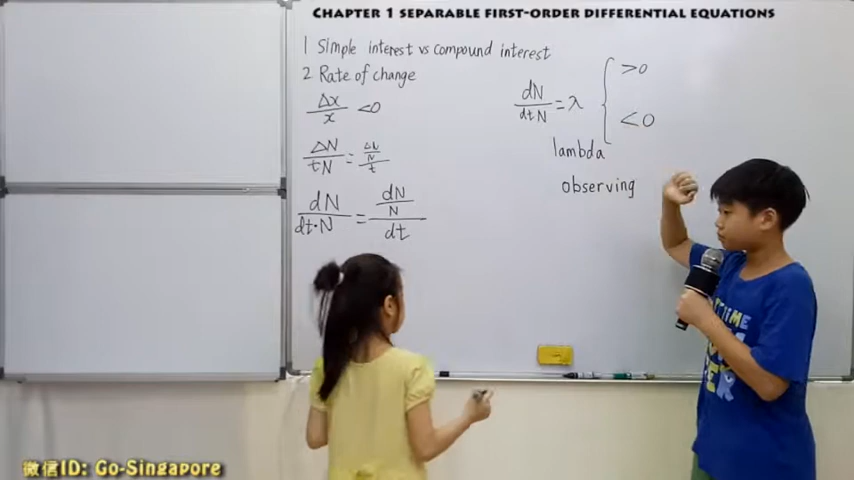 CHAPTER 1 SEPARABLE FIRST-ORDER DIFFERENTIAL EQUATIONS
1 Simple interest vs compound interest
2 Rate of change
Δx/x <0
ΔN/tN = ΔN/N/t
dN/dt·N = dN/N/dt
dN/dtN = λ { >0
<0
lambda
observing
微信ID: Go-Singapore